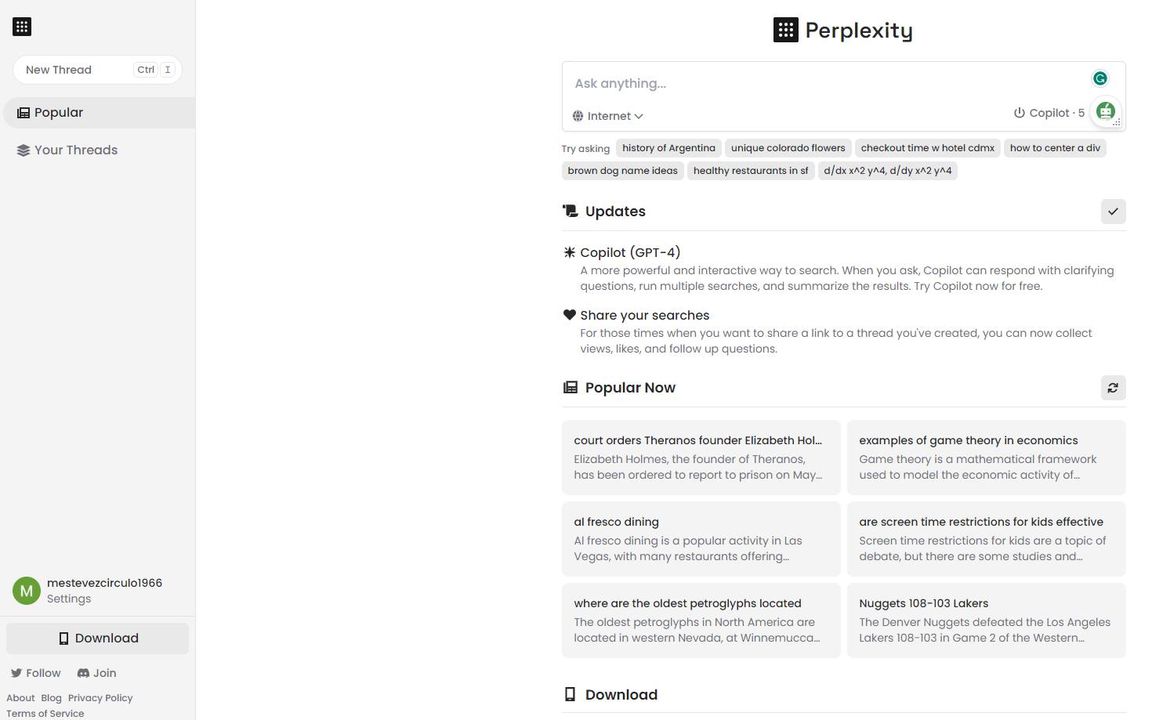 New Thread Ctrl I
Popular
Your Threads
M mestevezcirculo1966
Settings
Download
Follow Join
About Blog Privacy Policy
Terms of Service
Perplexity
Ask anything...
Internet
Copilot · 5
Try asking history of Argentina unique colorado flowers checkout time w hotel cdmx how to center a div
brown dog name ideas healthy restaurants in sf d/dx x^2 y^4, d/dy x^2 y^4
Updates
Copilot (GPT-4)
A more powerful and interactive way to search. When you ask, Copilot can respond with clarifying
questions, run multiple searches, and summarize the results. Try Copilot now for free.
Share your searches
For those times when you want to share a link to a thread you've created, you can now collect
views, likes, and follow up questions.
Popular Now
court orders Theranos founder Elizabeth Hol...
Elizabeth Holmes, the founder of Theranos,
has been ordered to report to prison on May...
examples of game theory in economics
Game theory is a mathematical framework
used to model the economic activity of...
al fresco dining
Al fresco dining is a popular activity in Las
Vegas, with many restaurants offering...
are screen time restrictions for kids effective
Screen time restrictions for kids are a topic of
debate, but there are some studies and...
where are the oldest petroglyphs located
The oldest petroglyphs in North America are
located in western Nevada, at Winnemucca...
Nuggets 108-103 Lakers
The Denver Nuggets defeated the Los Angeles
Lakers 108-103 in Game 2 of the Western...
Download